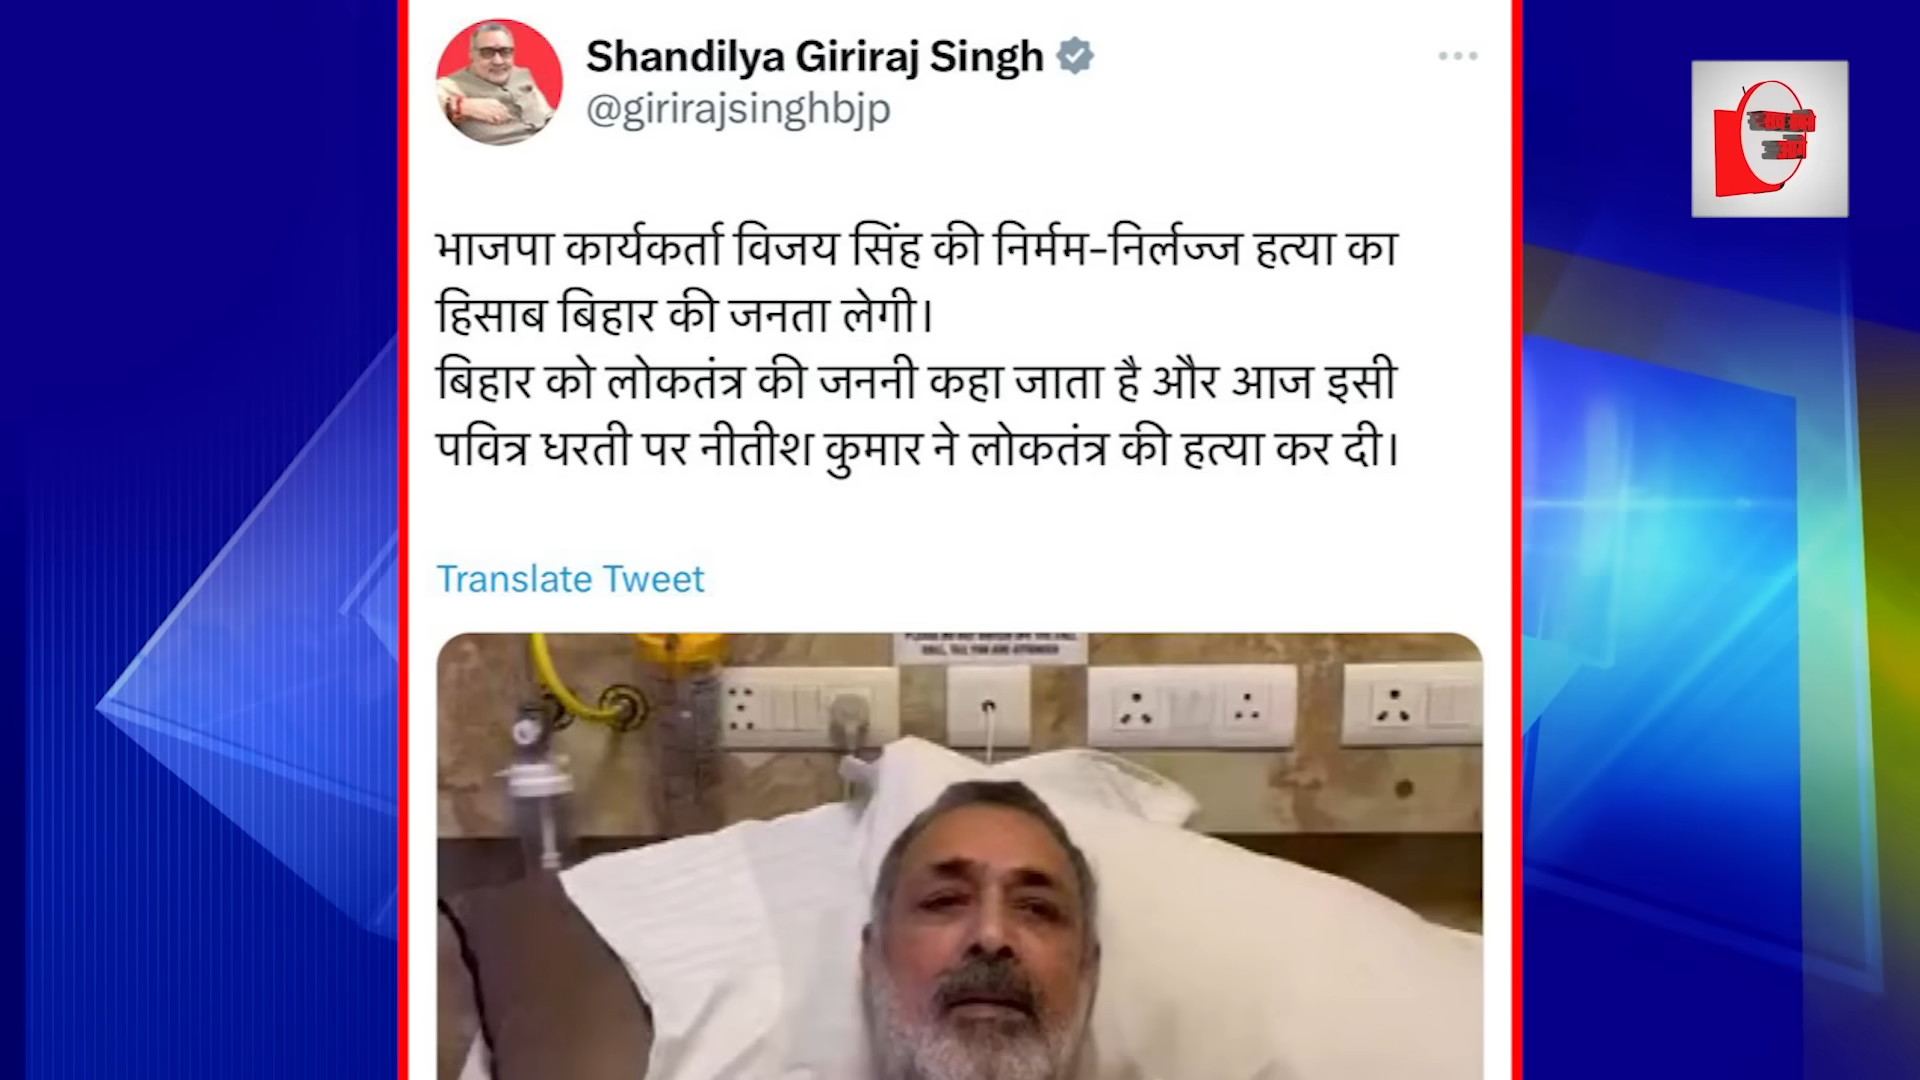 Shandilya Giriraj Singh
@girirajsinghbjp
भाजपा कार्यकर्ता विजय सिंह की निर्मम-निर्लज्ज हत्या का
हिसाब बिहार की जनता लेगी।
बिहार को लोकतंत्र की जननी कहा जाता है और आज इसी
पवित्र धरती पर नीतीश कुमार ने लोकतंत्र की हत्या कर दी।
Translate Tweet